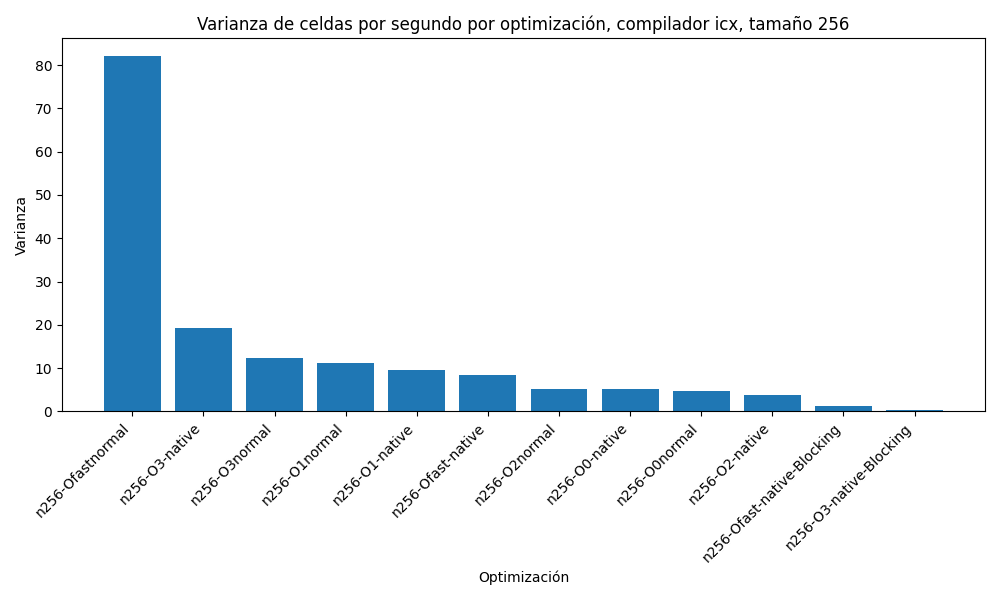 Varianza de celdas por segundo por optimización, compilador icx, tamaño 256
Varianza
80
70
60
50
40
30
20
10
0
n256-Ofastnormal
n256-O3-native
n256-O3normal
n256-O1normal
n256-O1-native
n256-Ofast-native
n256-O2normal
n256-O0-native
n256-O0normal
n256-O2-native
n256-Ofast-native-Blocking
n256-O3-native-Blocking
Optimización